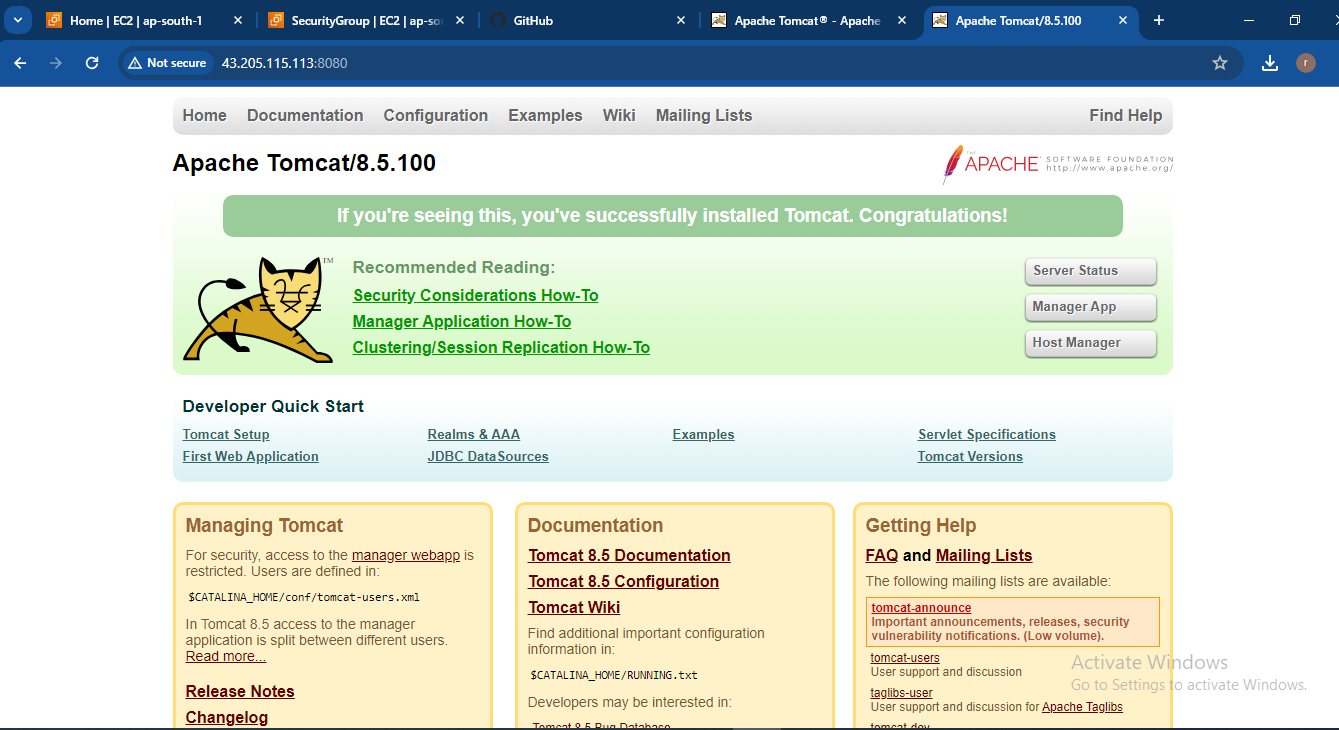 Home | EC2 | ap-south-1
SecurityGroup | EC2 | ap-so
GitHub
Apache Tomcat® - Apache
Apache Tomcat/8.5.100
Not secure
43.205.115.113:8080
r
Home Documentation Configuration Examples Wiki Mailing Lists Find Help
Apache Tomcat/8.5.100
THE APACHE SOFTWARE FOUNDATION
http://www.apache.org/
If you're seeing this, you've successfully installed Tomcat. Congratulations!
TM
Recommended Reading:
Security Considerations How-To
Manager Application How-To
Clustering/Session Replication How-To
Server Status
Manager App
Host Manager
Developer Quick Start
Tomcat Setup
First Web Application
Realms & AAA
JDBC DataSources
Examples
Servlet Specifications
Tomcat Versions
Managing Tomcat
For security, access to the manager webapp is
restricted. Users are defined in:
$CATALINA_HOME/conf/tomcat-users.xml
In Tomcat 8.5 access to the manager
application is split between different users.
Read more...
Release Notes
Changelog
Documentation
Tomcat 8.5 Documentation
Tomcat 8.5 Configuration
Tomcat Wiki
Find additional important configuration
information in:
$CATALINA_HOME/RUNNING.txt
Developers may be interested in:
Tomcat 8.5 Bug Database
Getting Help
FAQ and Mailing Lists
The following mailing lists are available:
tomcat-announce
Important announcements, releases, security
vulnerability notifications. (Low volume).
tomcat-users
User support and discussion
taglibs-user
User support and discussion for Apache Taglibs
tomcat-dev
Activate Windows
Go to Settings to activate Windows.